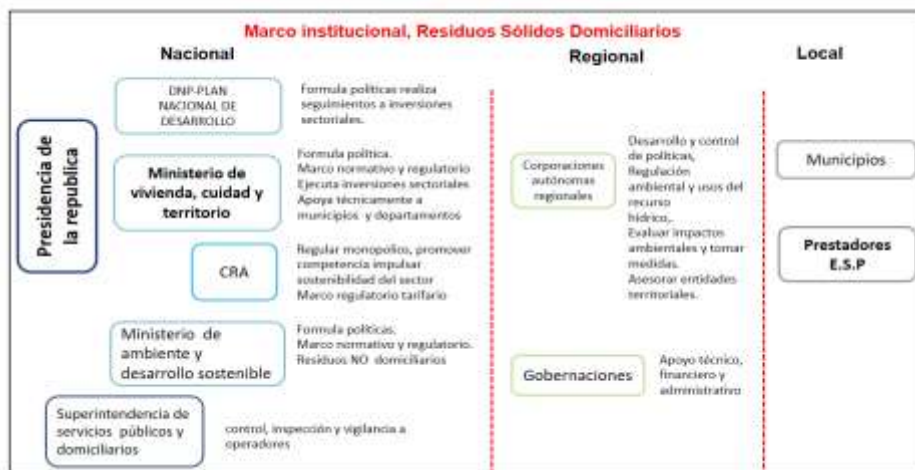 Marco institucional, Residuos Sólidos Domiciliarios
Nacional
Regional
Local
Presidencia de
la republica
DNP-PLAN
NACIONAL DE
DESARROLLO
Formula políticas realiza
seguimientos a inversiones
sectoriales.
Ministerio de
vivienda, cuidad y
territorio
Formula política.
Marco normativo y regulatorio
Ejecuta inversiones sectoriales
Apoya técnicamente a
municipios y departamentos
CRA
Regular monopólico, promover
competencia impulsar
sostenibilidad del sector
Marco regulatorio tarifario
Ministerio de
ambiente y
desarrollo sostenible
Formula políticas.
Marco normativo y regulatorio.
Residuos NO domiciliarios
Superintendencia de
servicios públicos y
domiciliarios
control, inspección y vigilancia a
operadores
Corporaciones
autónomas
regionales
Desarrollo y control
de políticas,
Regulación
ambiental y usos del
recurso
hídrico,.
Evaluar impactos
ambientales y tomar
medidas.
Asesorar entidades
territoriales.
Gobernaciones
Apoyo técnico,
financiero y
administrativo
Municipios
Prestadores
E.S.P